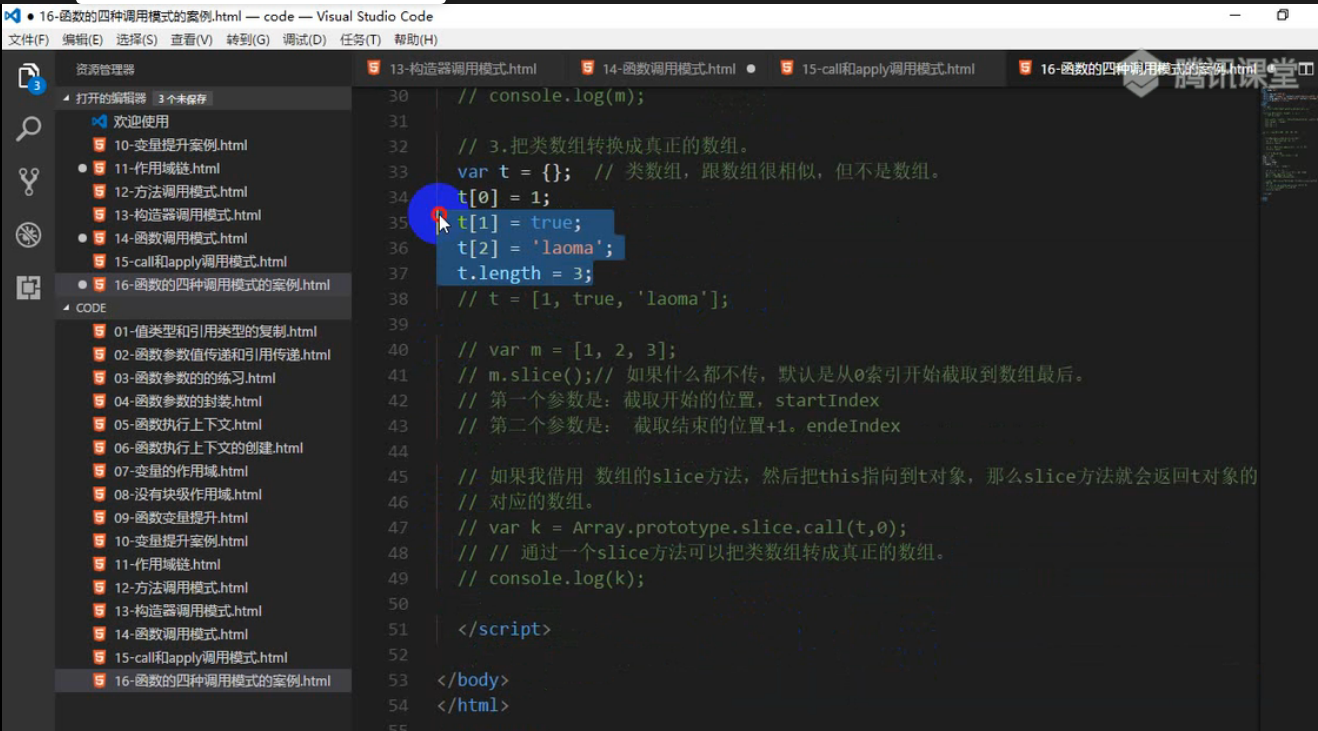 16-函数的四种调用模式的案例.html — code — Visual Studio Code
文件(F) 编辑(E) 选择(S) 查看(V) 转到(G) 调试(D) 任务(T) 帮助(H)
资源管理器
13-构造器调用模式.html 14-函数调用模式.html 15-call和apply调用模式.html 16-函数的四种调用模式的案例.html
腾讯课堂
3
打开的编辑器 3 个未保存
欢迎使用
10-变量提升案例.html
11-作用域链.html
12-方法调用模式.html
13-构造器调用模式.html
14-函数调用模式.html
15-call和apply调用模式.html
16-函数的四种调用模式的案例.html
CODE
01-值类型和引用类型的复制.html
02-函数参数值传递和引用传递.html
03-函数参数的的练习.html
04-函数参数的封装.html
05-函数执行上下文.html
06-函数执行上下文的创建.html
07-变量的作用域.html
08-没有块级作用域.html
09-函数变量提升.html
10-变量提升案例.html
11-作用域链.html
12-方法调用模式.html
13-构造器调用模式.html
14-函数调用模式.html
15-call和apply调用模式.html
16-函数的四种调用模式的案例.html
30 // console.log(m);
31
32 // 3.把类数组转换成真正的数组。
33 var t = {}; // 类数组，跟数组很相似，但不是数组。
34 t[0] = 1;
35 t[1] = true;
36 t[2] = 'laoma';
37 t.length = 3;
38 // t = [1, true, 'laoma'];
39
40 // var m = [1, 2, 3];
41 // m.slice();// 如果什么都不传，默认是从0索引开始截取到数组最后。
42 // 第一个参数是：截取开始的位置，startIndex
43 // 第二个参数是： 截取结束的位置+1。endeIndex
44
45 // 如果我借用 数组的slice方法，然后把this指向到t对象，那么slice方法就会返回t对象的
46 // 对应的数组。
47 // var k = Array.prototype.slice.call(t,0);
48 // // 通过一个slice方法可以把类数组转成真正的数组。
49 // console.log(k);
50
51 </script>
52
53 </body>
54 </html>
55